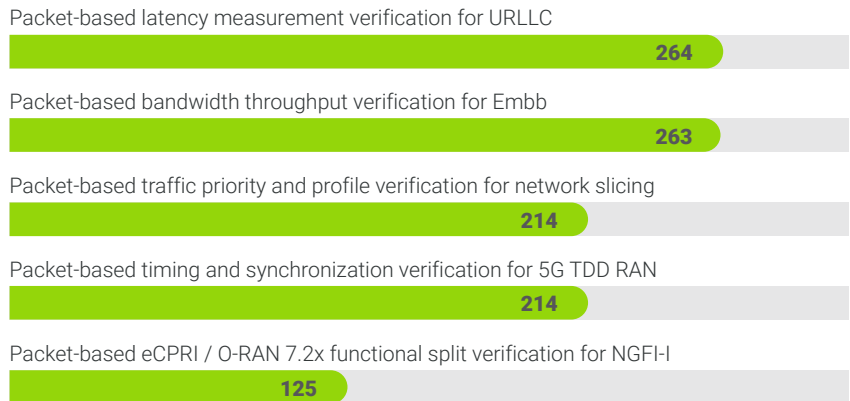 Packet-based latency measurement verification for URLLC
264
Packet-based bandwidth throughput verification for Embb
263
Packet-based traffic priority and profile verification for network slicing
214
Packet-based timing and synchronization verification for 5G TDD RAN
214
Packet-based eCPRI / O-RAN 7.2x functional split verification for NGFI-I
125